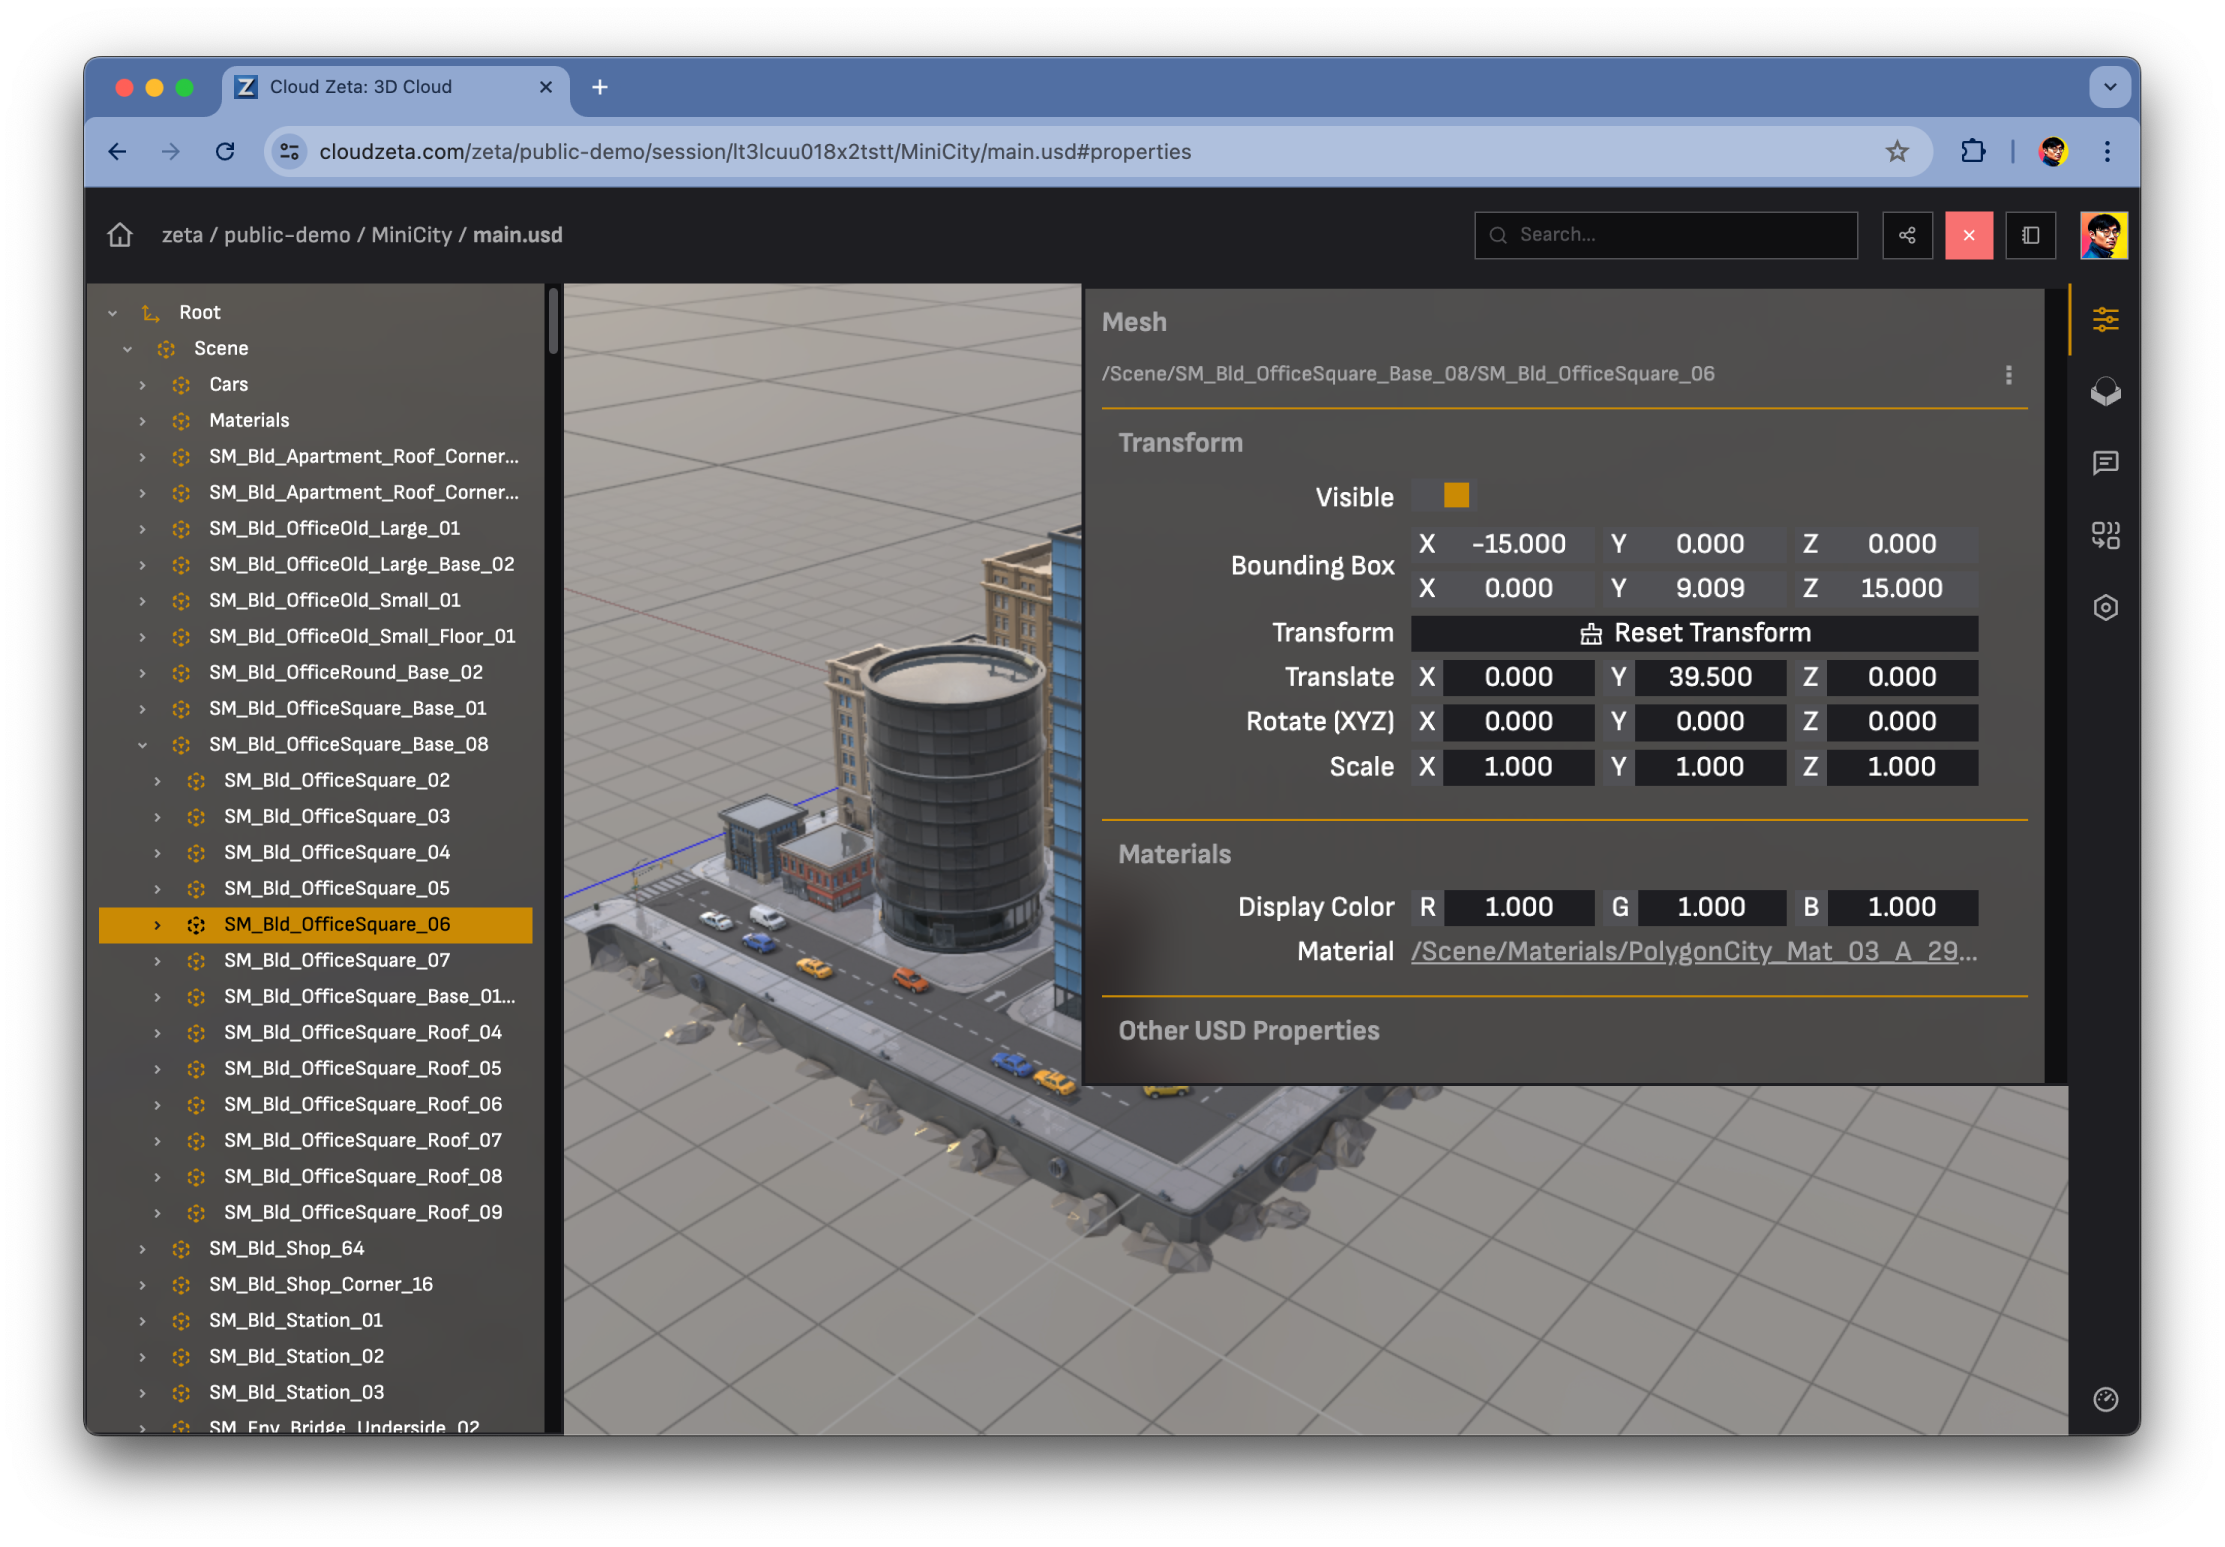 Cloud Zeta: 3D Cloud
cloudzeta.com/zeta/public-demo/session/lt3lcuu018x2tstt/MiniCity/main.usd#properties
zeta / public-demo / MiniCity / main.usd
Search...
Root
Scene
Cars
Materials
SM_Bld_Apartment_Roof_Corner...
SM_Bld_Apartment_Roof_Corner...
SM_Bld_OfficeOld_Large_01
SM_Bld_OfficeOld_Large_Base_02
SM_Bld_OfficeOld_Small_01
SM_Bld_OfficeOld_Small_Floor_01
SM_Bld_OfficeRound_Base_02
SM_Bld_OfficeSquare_Base_01
SM_Bld_OfficeSquare_Base_08
SM_Bld_OfficeSquare_02
SM_Bld_OfficeSquare_03
SM_Bld_OfficeSquare_04
SM_Bld_OfficeSquare_05
SM_Bld_OfficeSquare_06
SM_Bld_OfficeSquare_07
SM_Bld_OfficeSquare_Base_01...
SM_Bld_OfficeSquare_Roof_04
SM_Bld_OfficeSquare_Roof_05
SM_Bld_OfficeSquare_Roof_06
SM_Bld_OfficeSquare_Roof_07
SM_Bld_OfficeSquare_Roof_08
SM_Bld_OfficeSquare_Roof_09
SM_Bld_Shop_64
SM_Bld_Shop_Corner_16
SM_Bld_Station_01
SM_Bld_Station_02
SM_Bld_Station_03
SM_Env_Bridge_Underside_02
Mesh
/Scene/SM_Bld_OfficeSquare_Base_08/SM_Bld_OfficeSquare_06
Transform
Visible
Bounding Box
X -15.000 Y 0.000 Z 0.000
X 0.000 Y 9.009 Z 15.000
Transform Reset Transform
Translate X 0.000 Y 39.500 Z 0.000
Rotate (XYZ) X 0.000 Y 0.000 Z 0.000
Scale X 1.000 Y 1.000 Z 1.000
Materials
Display Color R 1.000 G 1.000 B 1.000
Material /Scene/Materials/PolygonCity_Mat_03_A_29...
Other USD Properties